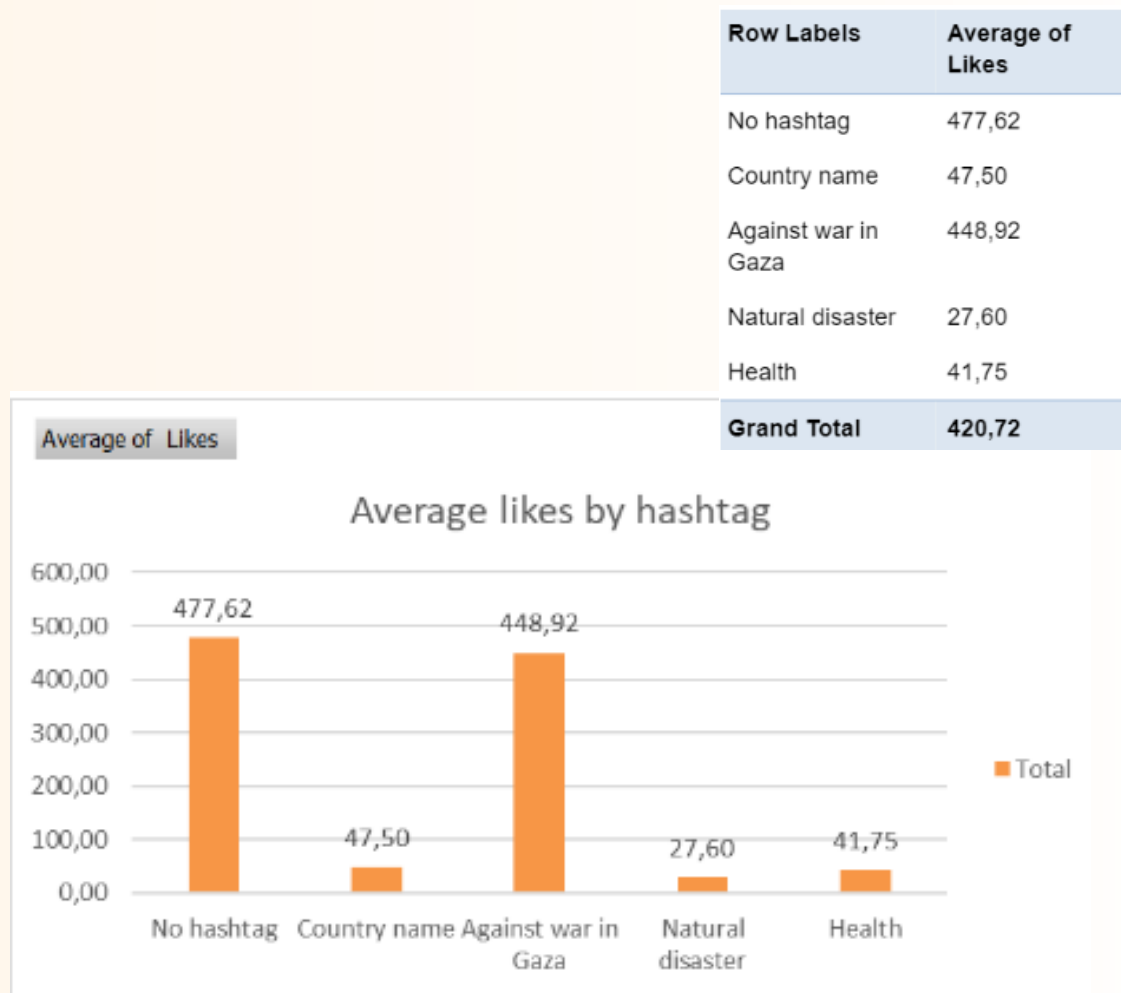 Row Labels Average of
Likes
No hashtag 477,62
Country name 47,50
Against war in 448,92
Gaza
Natural disaster 27,60
Health 41,75
Grand Total 420,72
Average of Likes
Average likes by hashtag
600,00
500,00
400,00
300,00
200,00
100,00
0,00
477,62
47,50
448,92
27,60
41,75
Total
No hashtag Country name Against war in Natural Health
Gaza disaster